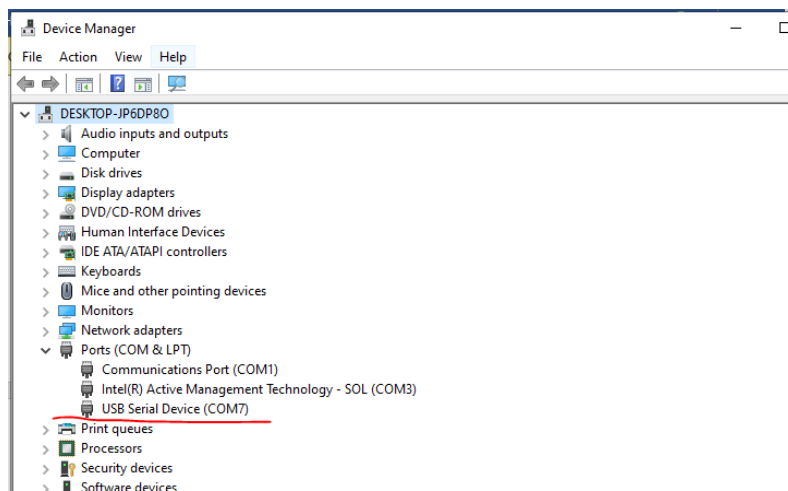 Device Manager
File Action View Help
DESKTOP-JP6DP8O
Audio inputs and outputs
Computer
Disk drives
Display adapters
DVD/CD-ROM drives
Human Interface Devices
IDE ATA/ATAPI controllers
Keyboards
Mice and other pointing devices
Monitors
Network adapters
Ports (COM & LPT)
Communications Port (COM1)
Intel(R) Active Management Technology - SOL (COM3)
USB Serial Device (COM7)
Print queues
Processors
Security devices
Software devices